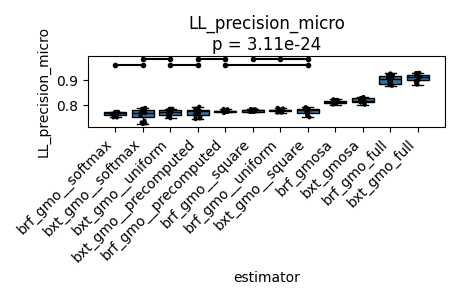 LL_precision_micro
p = 3.11e-24
LL_precision_micro
0.9
0.8
brf_gmo__softmax
bxt_gmo__softmax
bxt_gmo__uniform
bxt_gmo__precomputed
brf_gmo__precomputed
brf_gmo__square
brf_gmo__uniform
bxt_gmo__square
brf_gmosa
bxt_gmosa
brf_gmo_full
bxt_gmo_full
estimator